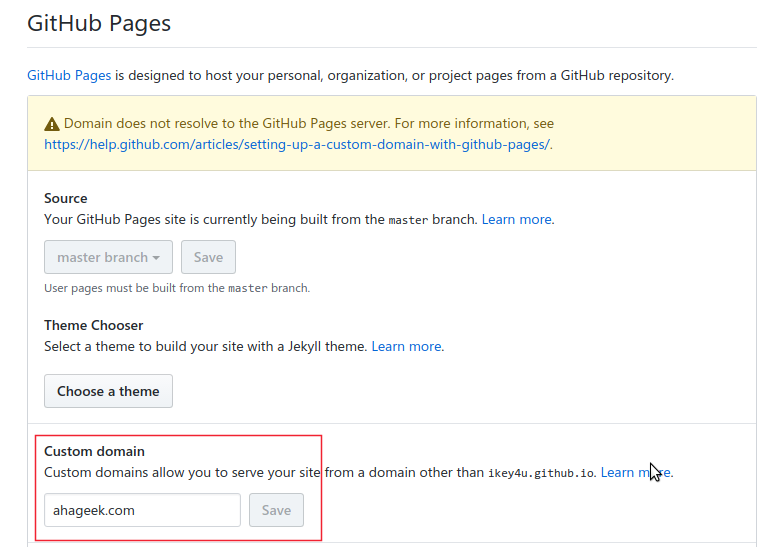 GitHub Pages
GitHub Pages is designed to host your personal, organization, or project pages from a GitHub repository.
Domain does not resolve to the GitHub Pages server. For more information, see
https://help.github.com/articles/setting-up-a-custom-domain-with-github-pages/.
Source
Your GitHub Pages site is currently being built from the master branch. Learn more.
master branch Save
User pages must be built from the master branch.
Theme Chooser
Select a theme to build your site with a Jekyll theme. Learn more.
Choose a theme
Custom domain
Custom domains allow you to serve your site from a domain other than ikey4u.github.io. Learn more.
ahageek.com Save